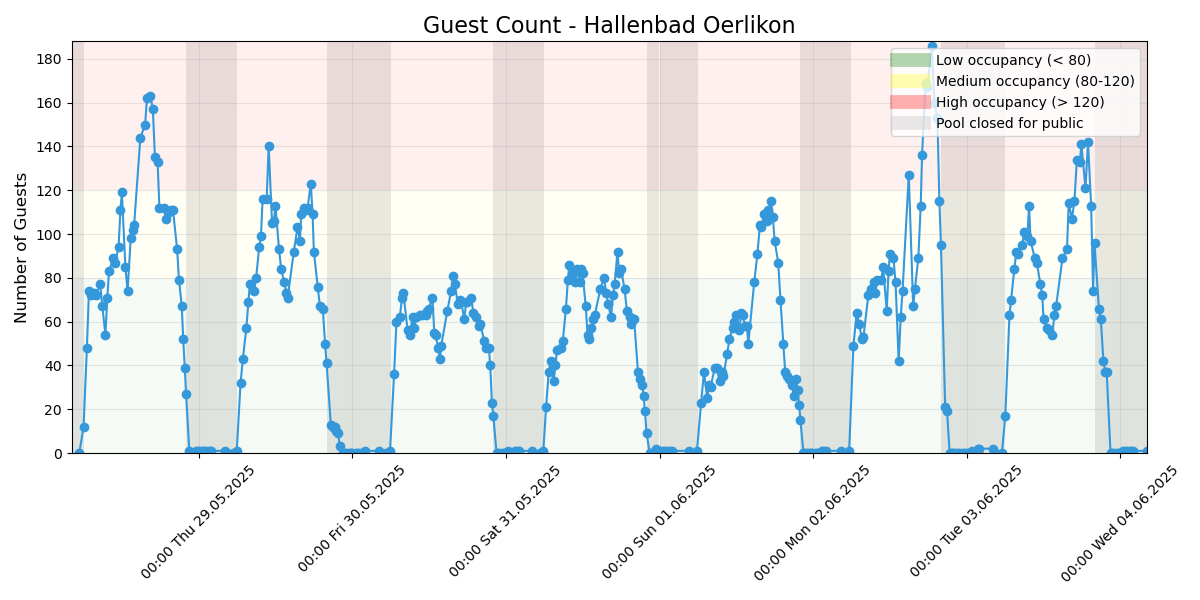 Guest Count - Hallenbad Oerlikon
Number of Guests
180
160
140
120
100
80
60
40
20
0
Low occupancy (< 80)
Medium occupancy (80-120)
High occupancy (> 120)
Pool closed for public
00:00 Thu 29.05.2025
00:00 Fri 30.05.2025
00:00 Sat 31.05.2025
00:00 Sun 01.06.2025
00:00 Mon 02.06.2025
00:00 Tue 03.06.2025
00:00 Wed 04.06.2025